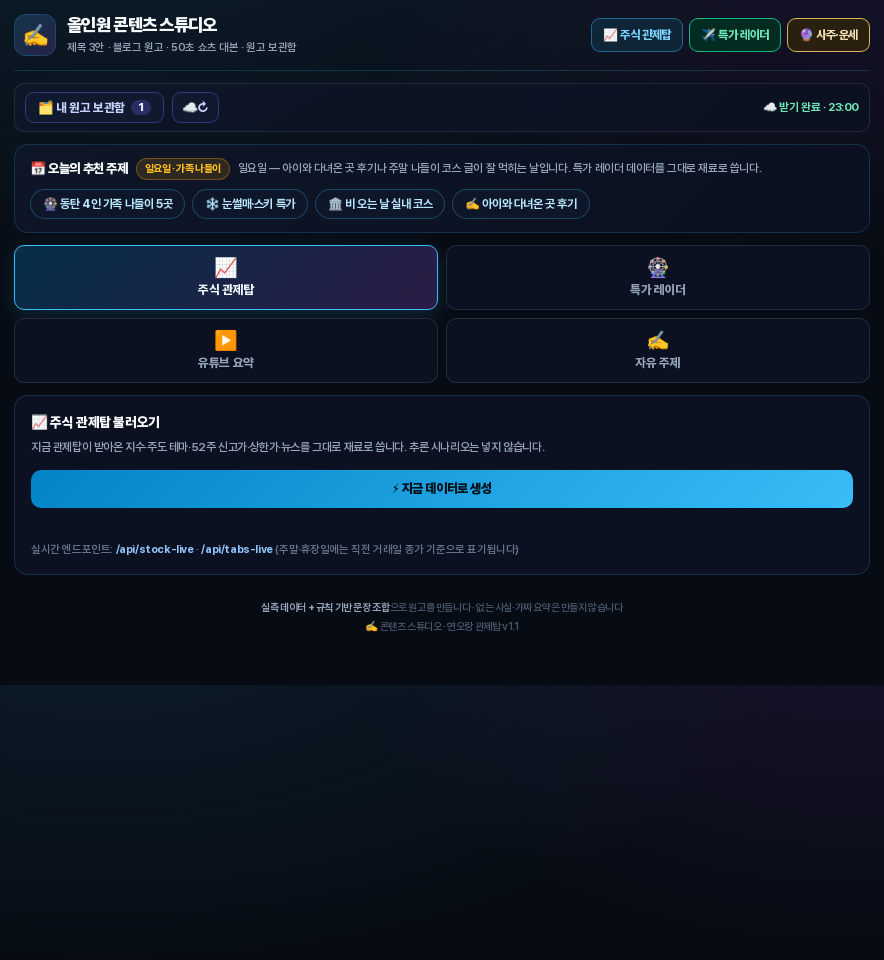 올인원 콘텐츠 스튜디오
제목 3안 · 블로그 원고 · 50초 쇼츠 대본 · 원고 보관함
📈 주식 관제탑
✈️ 특가 레이더
🔮 사주·운세
🗂️ 내 원고 보관함 1
☁️↻
☁️ 받기 완료 · 23:00
📅 오늘의 추천 주제
일요일 · 가족 나들이
일요일 — 아이와 다녀온 곳 후기나 주말 나들이 코스 글이 잘 먹히는 날입니다. 특가 레이더 데이터를 그대로 재료로 씁니다.
🎡 동탄 4인 가족 나들이 5곳
❄️ 눈썰매·스키 특가
🏛️ 비 오는 날 실내 코스
✍️ 아이와 다녀온 곳 후기
📈
주식 관제탑
🎡
특가 레이더
▶️
유튜브 요약
✍️
자유 주제
📈 주식 관제탑 불러오기
지금 관제탑이 받아온 지수·주도 테마·52주 신고가·상한가·뉴스를 그대로 재료로 씁니다. 추론 시나리오는 넣지 않습니다.
⚡ 지금 데이터로 생성
실시간 엔드포인트: /api/stock-live · /api/tabs-live (주말·휴장일에는 직전 거래일 종가 기준으로 표기됩니다)
실측 데이터 + 규칙 기반 문장 조합으로 원고를 만듭니다 · 없는 사실·가짜 요약은 만들지 않습니다
✍️ 콘텐츠 스튜디오 · 연오랑 관제탑 v1.1